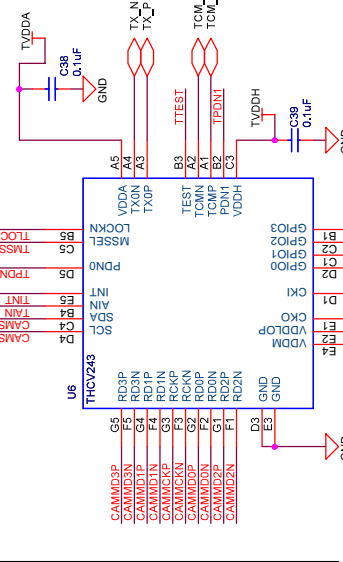 TVDDA
C38
0.1uF
GND
TX_N
TX_P
TCM_
TCM_
TTEST
TPDN1
TVDDH
C39
0.1uF
A5
A4
A3
B3
A2
A1
B2
C3
VDDA
TX0N
TX0P
TEST
TCMN
TCMP
PDN1
VDDH
TLOC
B5
LOCKN
TMSS
C5
MSSEL
TPDN
D5
PDN0
TINT
E5
INT
TAIN
B4
AIN
CAMS
C4
SDA
CAMS
D4
SCL
GPIO3
B1
GPIO2
C2
GPIO1
C1
GPIO0
D2
CKI
D1
CKO
E1
VDDLOP
E2
VDDM
E4
U6
THCV243
RD3P
RD3N
RD1P
RD1N
RCKP
RCKN
RD0P
RD0N
RD2P
RD2N
GND
GND
G5
F5
G4
F4
G3
F3
G2
F2
G1
F1
D3
E3
CAMMD3P
CAMMD3N
CAMMD1P
CAMMD1N
CAMMCKP
CAMMCKN
CAMMD0P
CAMMD0N
CAMMD2P
CAMMD2N